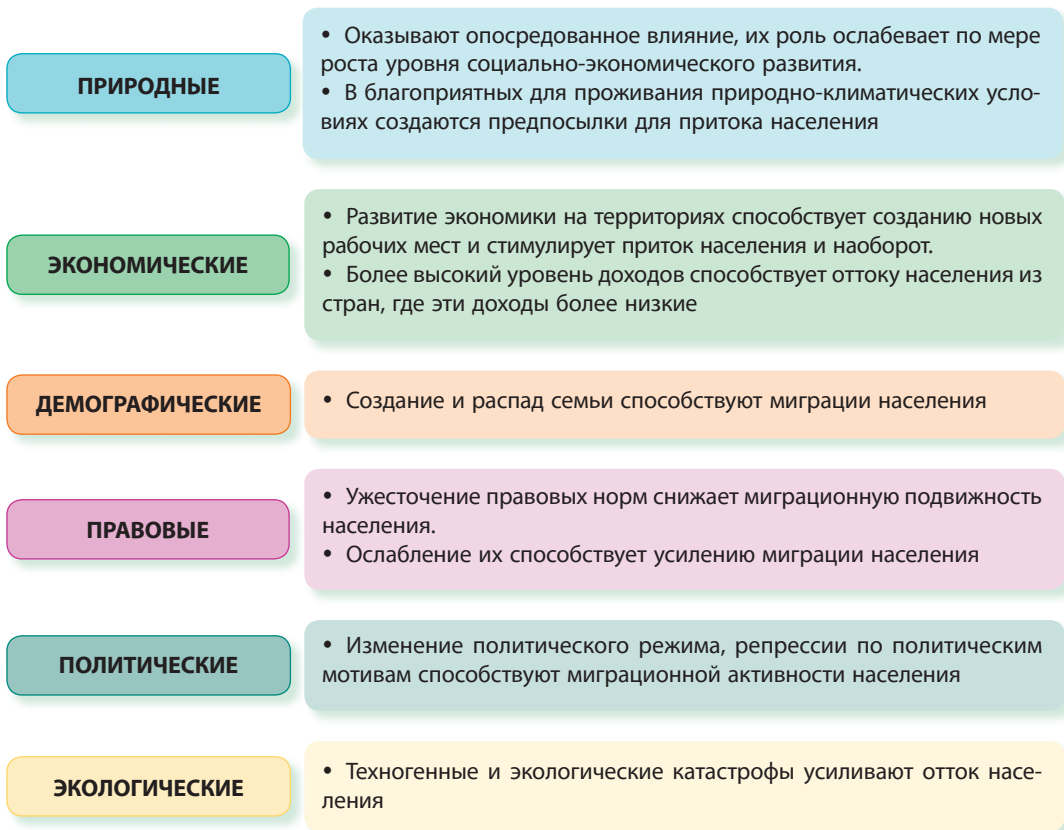 ПРИРОДНЫЕ
• Оказывают опосредованное влияние, их роль ослабевает по мере
роста уровня социально-экономического развития.
• В благоприятных для проживания природно-климатических усло-
виях создаются предпосылки для притока населения
ЭКОНОМИЧЕСКИЕ
• Развитие экономики на территориях способствует созданию новых
рабочих мест и стимулирует приток населения и наоборот.
• Более высокий уровень доходов способствует оттоку населения из
стран, где эти доходы более низкие
ДЕМОГРАФИЧЕСКИЕ
• Создание и распад семьи способствуют миграции населения
ПРАВОВЫЕ
• Ужесточение правовых норм снижает миграционную подвижность
населения.
• Ослабление их способствует усилению миграции населения
ПОЛИТИЧЕСКИЕ
• Изменение политического режима, репрессии по политическим
мотивам способствуют миграционной активности населения
ЭКОЛОГИЧЕСКИЕ
• Техногенные и экологические катастрофы усиливают отток насе-
ления